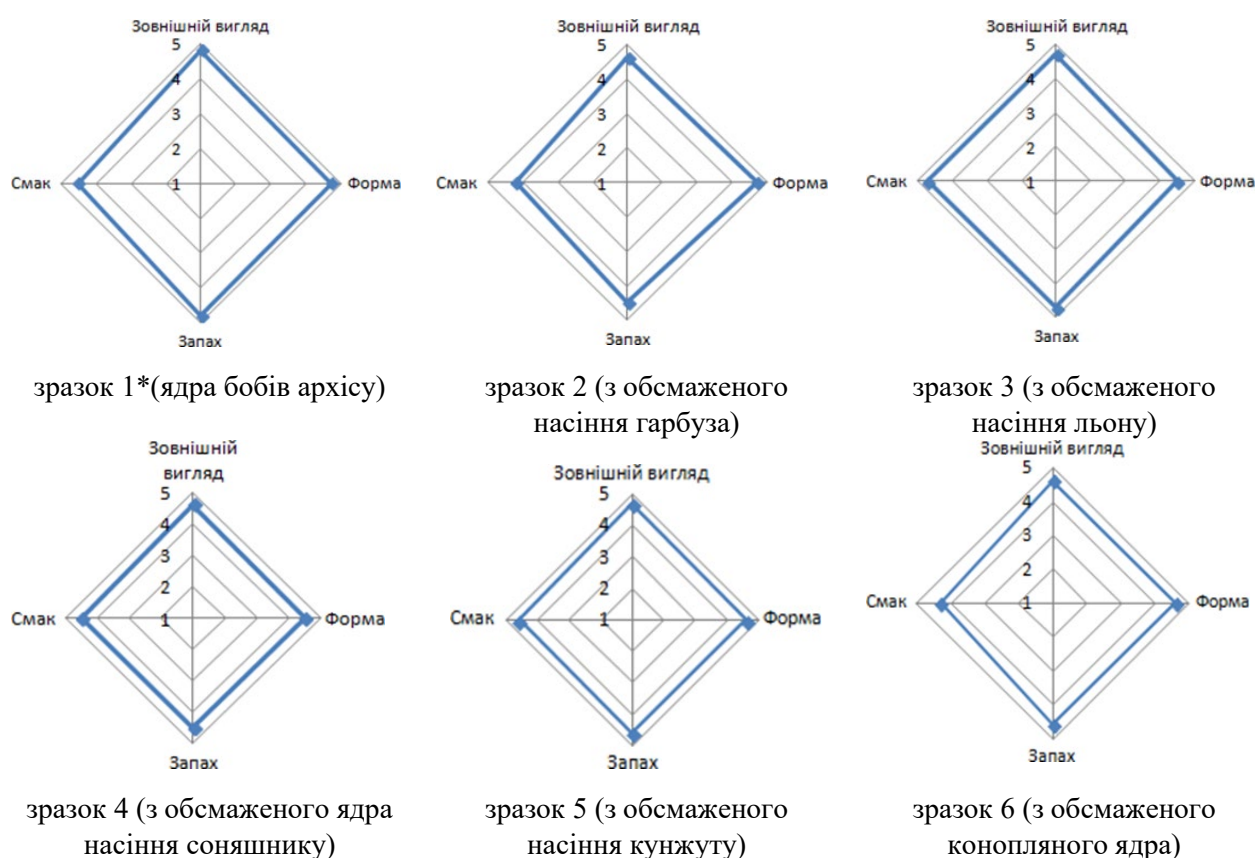 Зовнішній вигляд
5
4
3
2
1
Смак
Форма
Запах
зразок 1*(ядра бобів архісу)
Зовнішній вигляд
5
4
3
2
1
Смак
Форма
Запах
зразок 2 (з обсмаженого
насіння гарбуза)
Зовнішній вигляд
5
4
3
2
1
Смак
Форма
Запах
зразок 3 (з обсмаженого
насіння льону)
Зовнішній
вигляд
5
4
3
2
1
Смак
Форма
Запах
зразок 4 (з обсмаженого ядра
насіння соняшнику)
Зовнішній вигляд
5
4
3
2
1
Смак
Форма
Запах
зразок 5 (з обсмаженого
насіння кунжуту)
Зовнішній вигляд
5
4
3
2
1
Смак
Форма
Запах
зразок 6 (з обсмаженого
конопляного ядра)